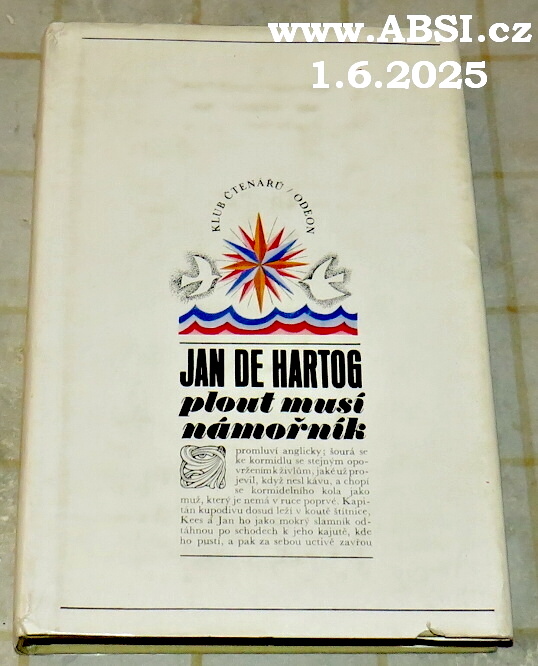 www.ABSI.cz
1.6.2025
KLUB ČTENÁŘŮ / ODEON
JAN DE HARTOG
plout musí
námořník
promluví anglicky; šourá se
ke kormidlu se stejným opo-
vržením k živlům, jaké už pro-
jevil, když nesl kávu, a chopí
se kormidelního kola jako
muž, který je nemá v ruce poprvé. Kapi-
tán kupodivu dosud leží v koutě štítnice,
Kees a Jan ho jako mokrý slamník od-
táhnou po schodech k jeho kajutě, kde
ho pustí, a pak za sebou uctivě zavřou